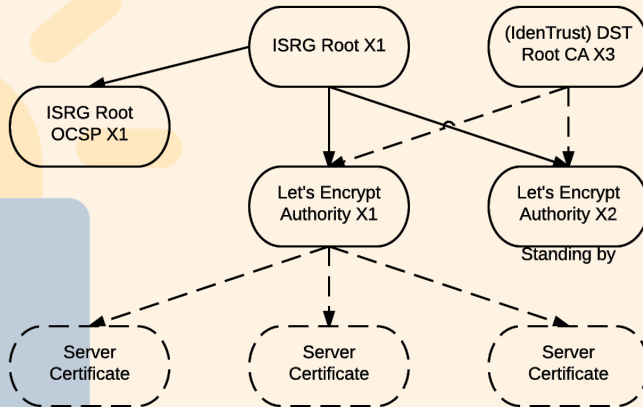 ISRG Root X1
(IdenTrust) DST
Root CA X3
ISRG Root
OCSP X1
Let's Encrypt
Authority X1
Let's Encrypt
Authority X2
Standing by
Server
Certificate
Server
Certificate
Server
Certificate